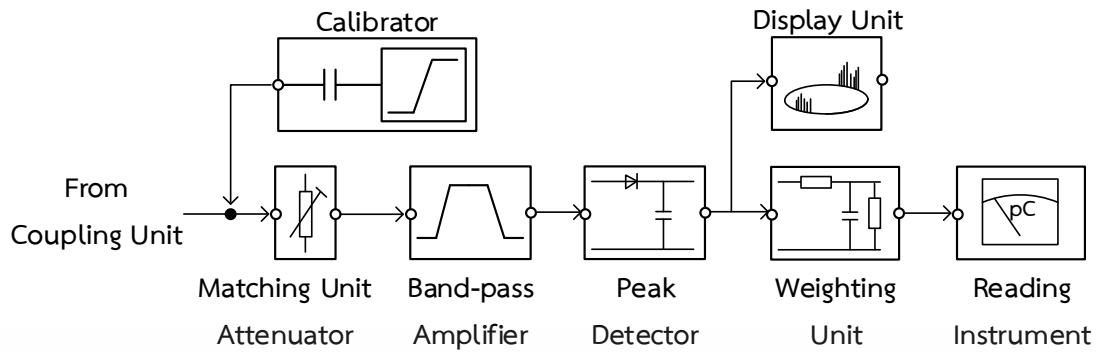 Calibrator
Display Unit
From
Coupling Unit
pC
Matching Unit
Attenuator
Band-pass
Amplifier
Peak
Detector
Weighting
Unit
Reading
Instrument